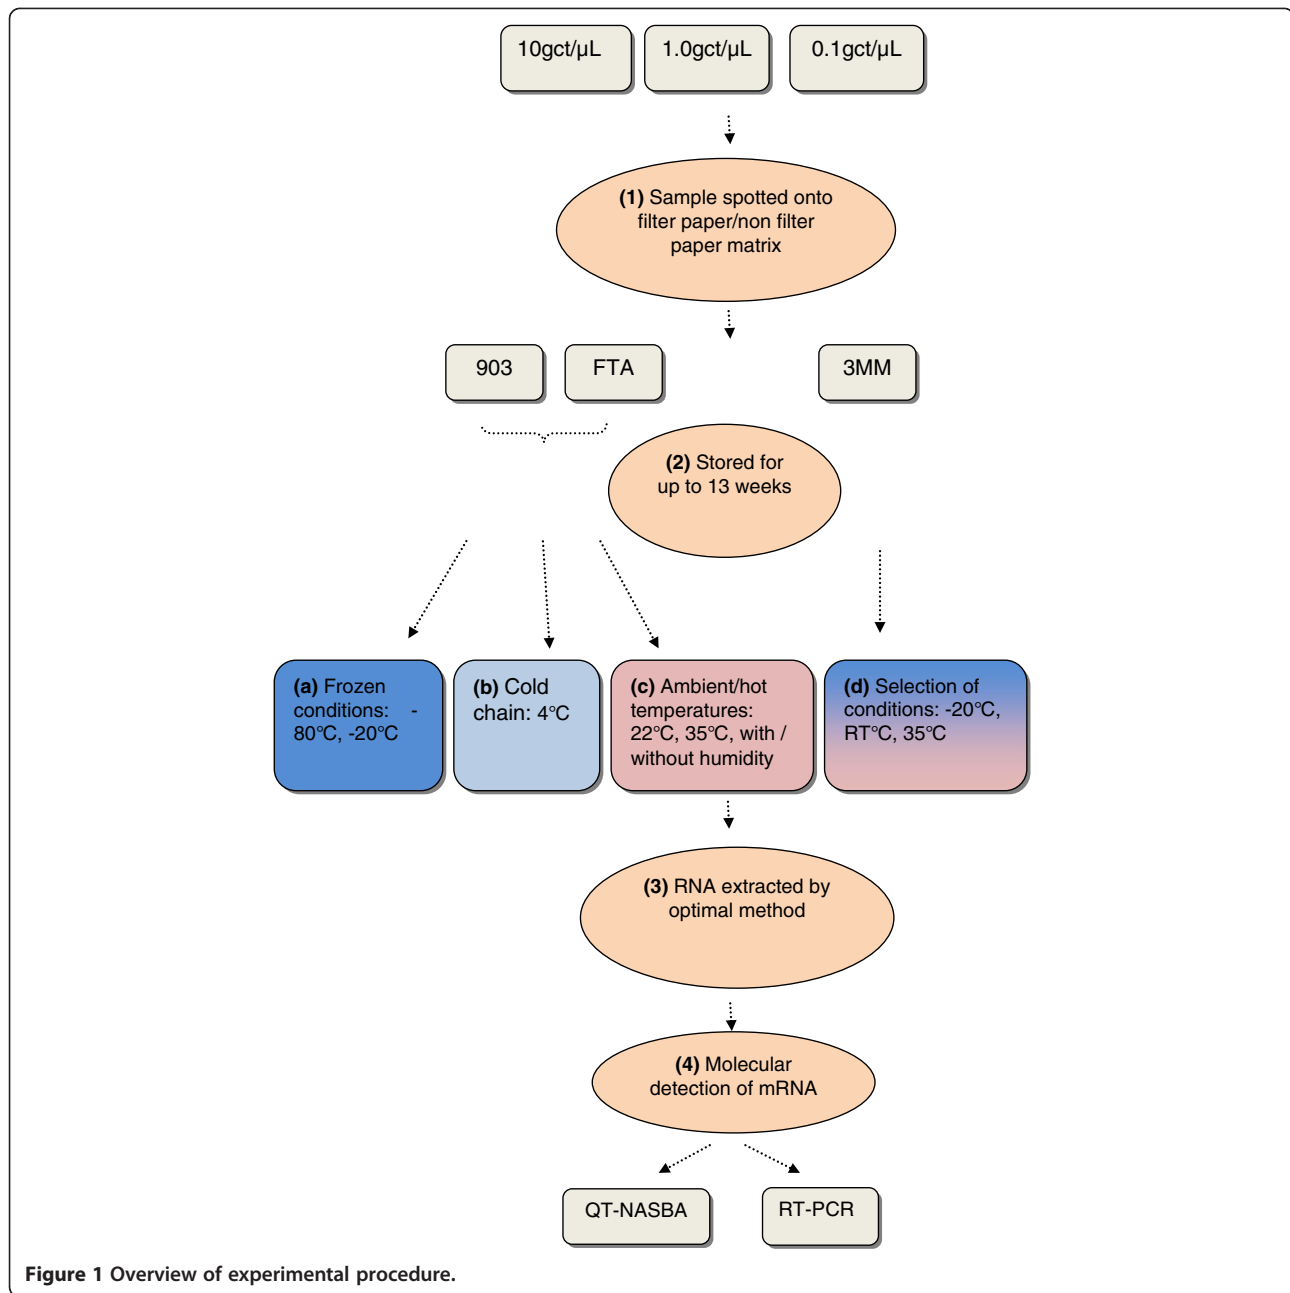 10gct/µL
1.0gct/µL
0.1gct/µL
(1) Sample spotted onto
filter paper/non filter
paper matrix
903
FTA
3MM
(2) Stored for
up to 13 weeks
(a) Frozen
conditions: -
80°C, -20°C
(b) Cold
chain: 4°C
(c) Ambient/hot
temperatures:
22°C, 35°C, with /
without humidity
(d) Selection of
conditions: -20°C,
RT°C, 35°C
(3) RNA extracted by
optimal method
(4) Molecular
detection of mRNA
QT-NASBA
RT-PCR
Figure 1 Overview of experimental procedure.